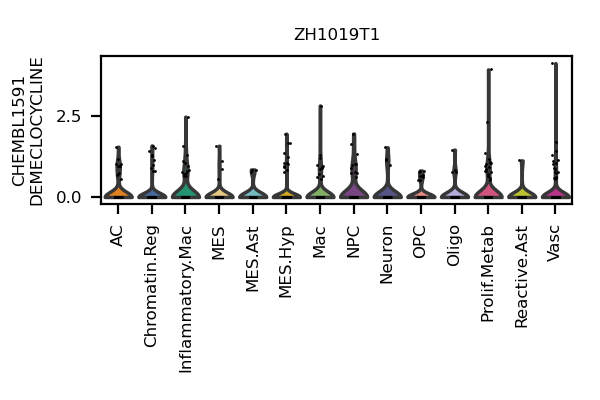 ZH1019T1
CHEMBL1591
DEMECLOCYCLINE
2.5
0.0
AC
Chromatin.Reg
Inflammatory.Mac
MES
MES.Ast
MES.Hyp
Mac
NPC
Neuron
OPC
Oligo
Prolif.Metab
Reactive.Ast
Vasc